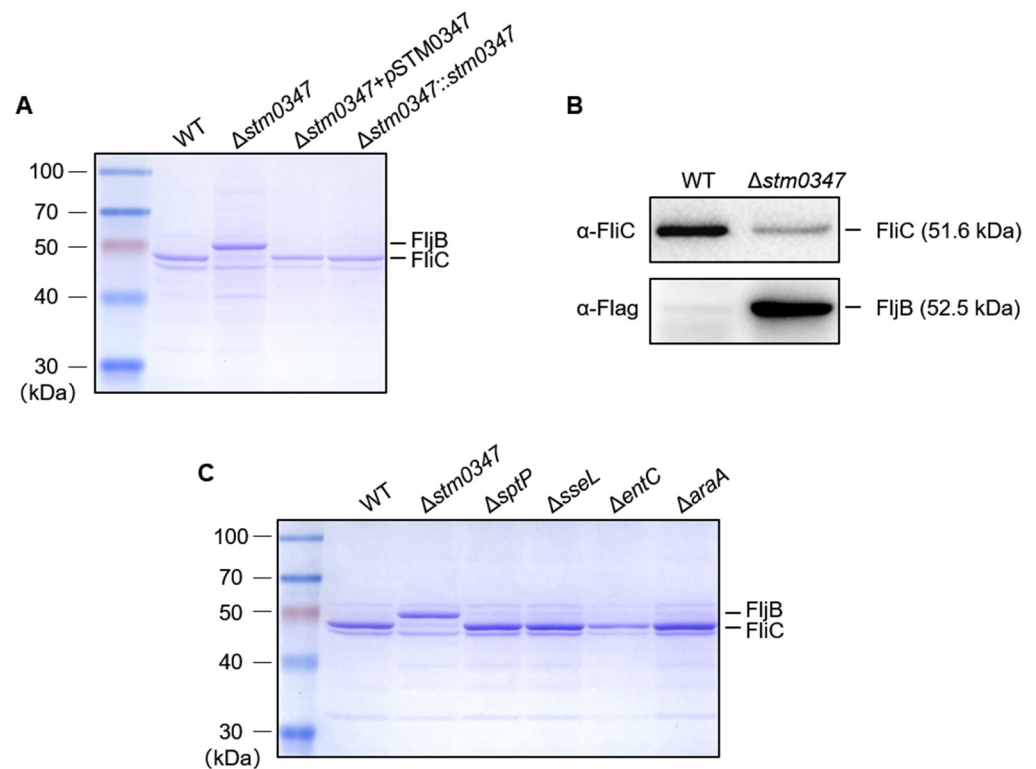 A
WT
Δstm0347
Δstm0347+pSTM0347
Δstm0347::stm0347
100
70
50
40
30
(kDa)
FljB
FliC
B
WT Δstm0347
α-FliC FliC (51.6 kDa)
α-Flag FljB (52.5 kDa)
C
WT
Δstm0347
ΔsptP
ΔsseL
ΔentC
ΔaraA
100
70
50
40
30
(kDa)
FljB
FliC